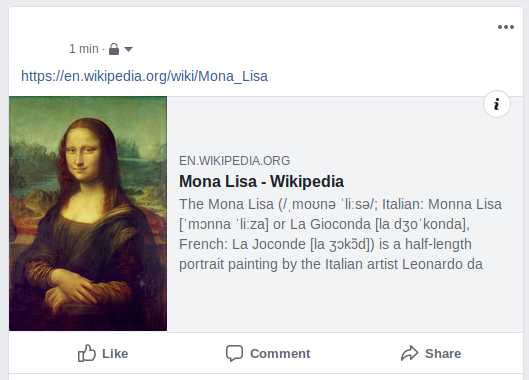 1 min ·
https://en.wikipedia.org/wiki/Mona_Lisa
i
EN.WIKIPEDIA.ORG
Mona Lisa - Wikipedia
The Mona Lisa (/ˌmoʊnə ˈliːsə/; Italian: Monna Lisa
[ˈmɔnna ˈliːza] or La Gioconda [la dʒoˈkonda],
French: La Joconde [la ʒɔkɔ̃d]) is a half-length
portrait painting by the Italian artist Leonardo da
Like Comment Share